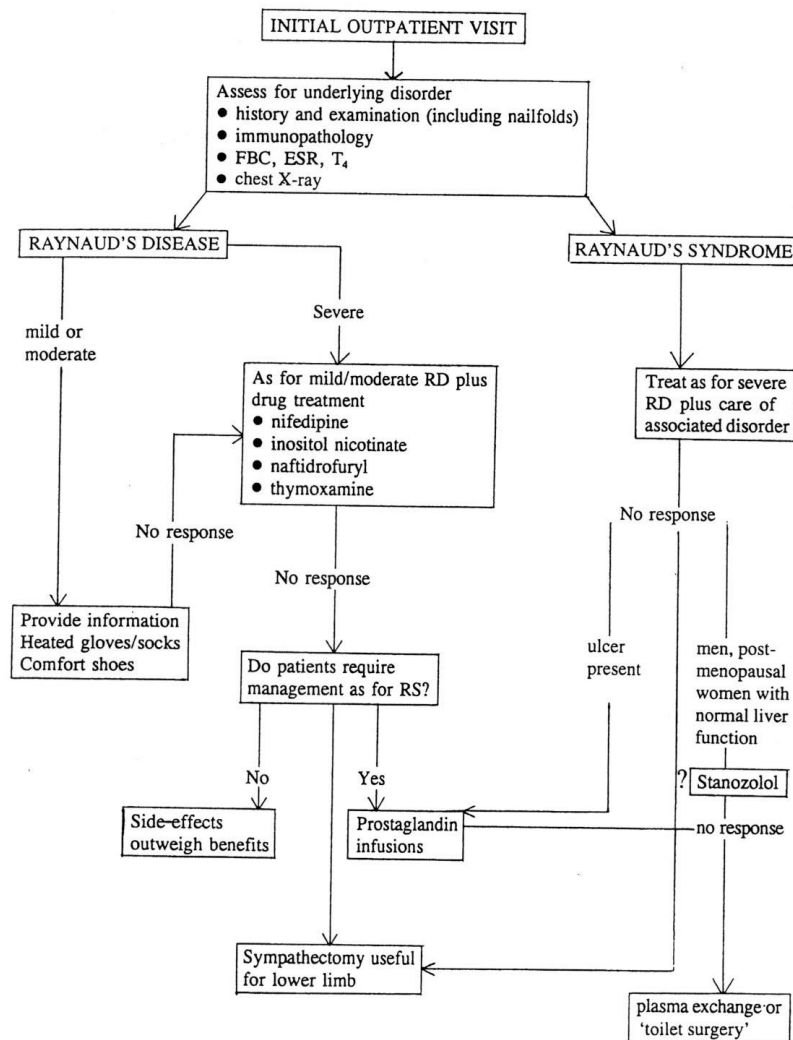 INITIAL OUTPATIENT VISIT
Assess for underlying disorder
● history and examination (including nailfolds)
● immunopathology
● FBC, ESR, T₄
● chest X-ray
RAYNAUD'S DISEASE
RAYNAUD'S SYNDROME
mild or
moderate
Severe
As for mild/moderate RD plus
drug treatment
● nifedipine
● inositol nicotinate
● naftidrofuryl
● thymoxamine
Treat as for severe
RD plus care of
associated disorder
No response
No response
No response
Provide information
Heated gloves/socks
Comfort shoes
Do patients require
management as for RS?
ulcer
present
men, post-
menopausal
women with
normal liver
function
No
Yes
? Stanozolol
Side-effects
outweigh benefits
Prostaglandin
infusions
no response
Sympathectomy useful
for lower limb
plasma exchange or
'toilet surgery'